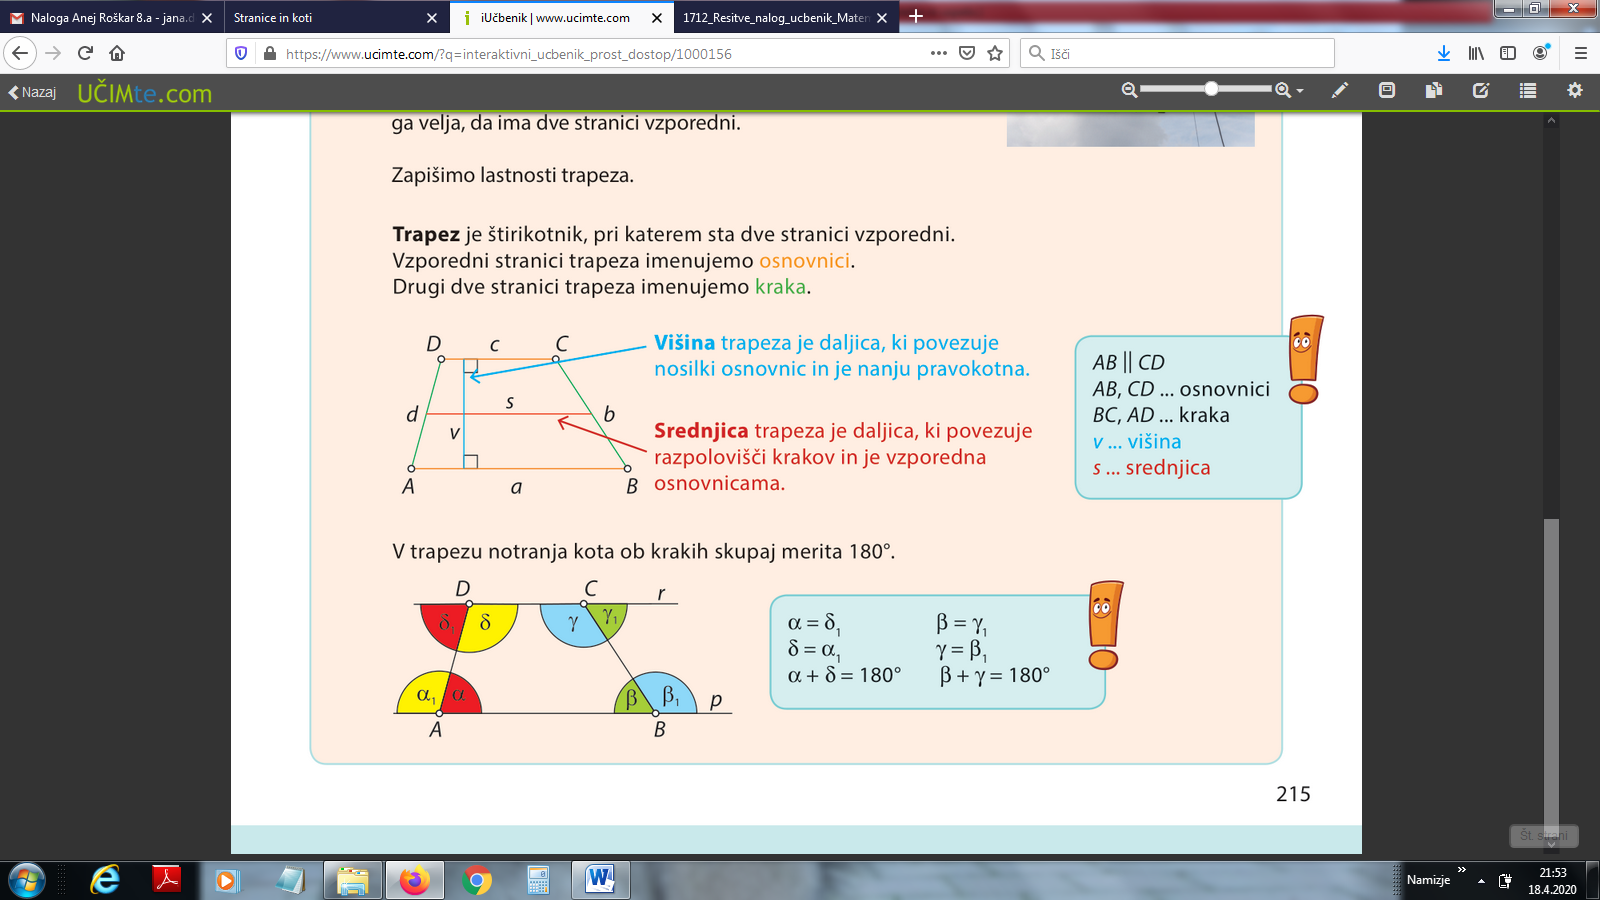 Naloga Anej Roškar 8.a - jana.d
Stranice in koti
iUčbenik | www.ucimte.com
1712_Resitve_nalog_ucbenik_Matem
https://www.ucimte.com/?q=interaktivni_ucbenik_prost_dostop/1000156
Išči
Nazaj
UČIMte.com
ga velja, da ima dve stranici vzporedni.
Zapišimo lastnosti trapeza.
Trapez je štirikotnik, pri katerem sta dve stranici vzporedni.
Vzporedni stranici trapeza imenujemo osnovnici.
Drugi dve stranici trapeza imenujemo kraka.
D c C
d s b
v
A a B
Višina trapeza je daljica, ki povezuje
nosilki osnovnic in je nanju pravokotna.
Srednjica trapeza je daljica, ki povezuje
razpolovišči krakov in je vzporedna
osnovnicama.
AB || CD
AB, CD ... osnovnici
BC, AD ... kraka
v ... višina
s ... srednjica
V trapezu notranja kota ob krakih skupaj merita 180°.
D C r
δ₁ δ γ γ₁
α₁ α β β₁ p
A B
α = δ₁ β = γ₁
δ = α₁ γ = β₁
α + δ = 180° β + γ = 180°
215
Št. strani
Namizje
21:53
18.4.2020